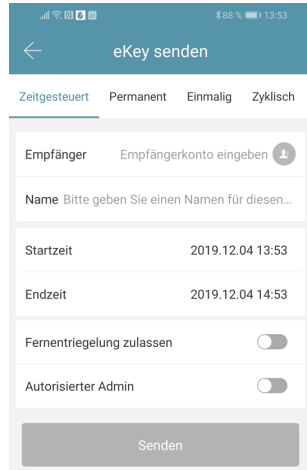 88 % 13:53
eKey senden
Zeitgesteuert Permanent Einmalig Zyklisch
Empfänger Empfängerkonto eingeben
Name Bitte geben Sie einen Namen für diesen...
Startzeit 2019.12.04 13:53
Endzeit 2019.12.04 14:53
Fernentriegelung zulassen
Autorisierter Admin
Senden